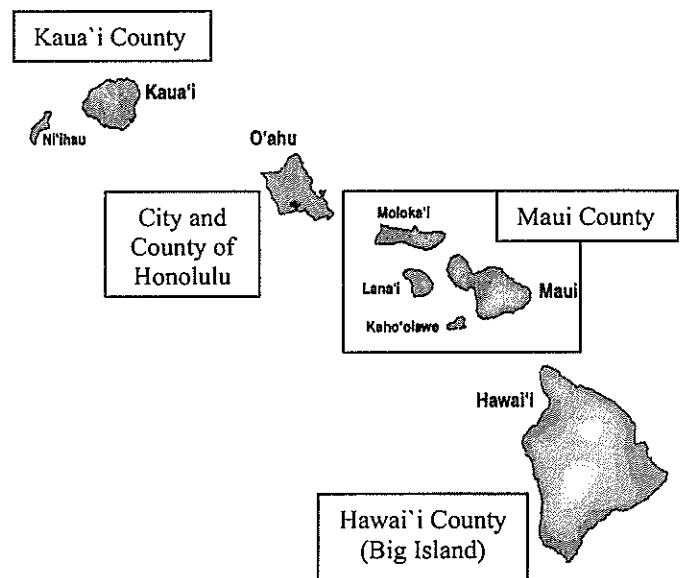 Kaua`i County
Kaua'i
Ni'ihau
O'ahu
City and
County of
Honolulu
Moloka'i
Maui County
Lana'i
Maui
Kaho'olawe
Hawai'i
Hawai`i County
(Big Island)